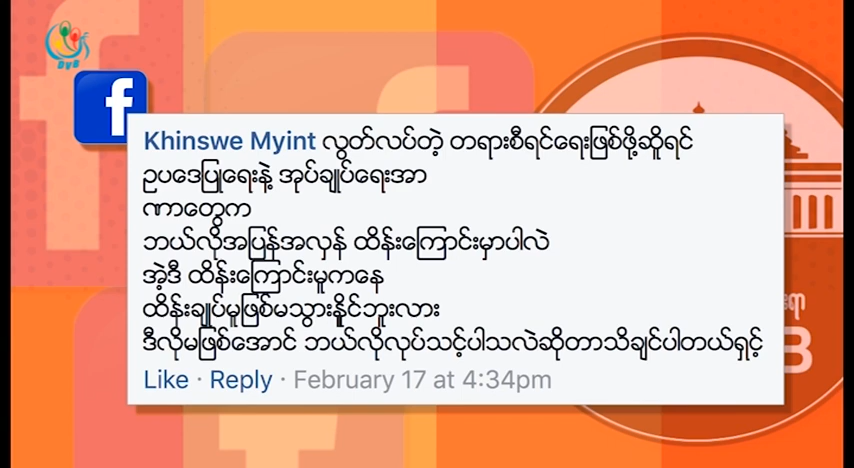 DVB
f
Khinswe Myint လွတ်လပ်တဲ့ တရားစီရင်ရေးဖြစ်ဖို့ဆိုရင်
ဥပဒေပြုရေးနဲ့ အုပ်ချုပ်ရေးအာ
ဏာတွေက
ဘယ်လိုအပြန်အလှန် ထိန်းကြောင်းမှာပါလဲ
အဲ့ဒီ ထိန်းကြောင်းမှုကနေ
ထိန်းချုပ်မှုဖြစ်မသွားနိူင်ဘူးလား
ဒီလိုမဖြစ်အောင် ဘယ်လိုလုပ်သင့်ပါသလဲဆိုတာသိချင်ပါတယ်ရှင့်
Like · Reply · February 17 at 4:34pm
B